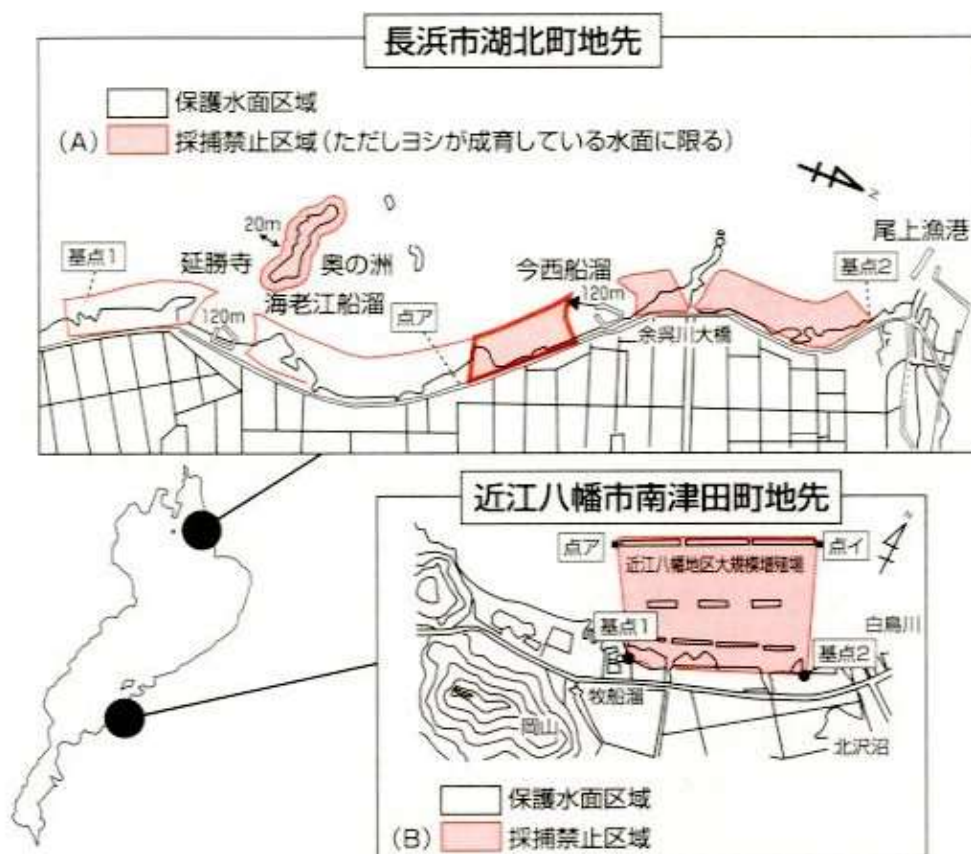 長浜市湖北町地先
保護水面区域
(A) 採捕禁止区域(ただしヨシが成育している水面に限る)
N
尾上漁港
20m
基点1
延勝寺
奥の洲
海老江船溜
今西船溜
基点2
120m
点ア
120m
余呉川大橋
近江八幡市南津田町地先
N
点ア
点イ
近江八幡地区大規模増殖場
白鳥川
基点1
基点2
牧船溜
岡山
北沢沼
保護水面区域
(B) 採捕禁止区域